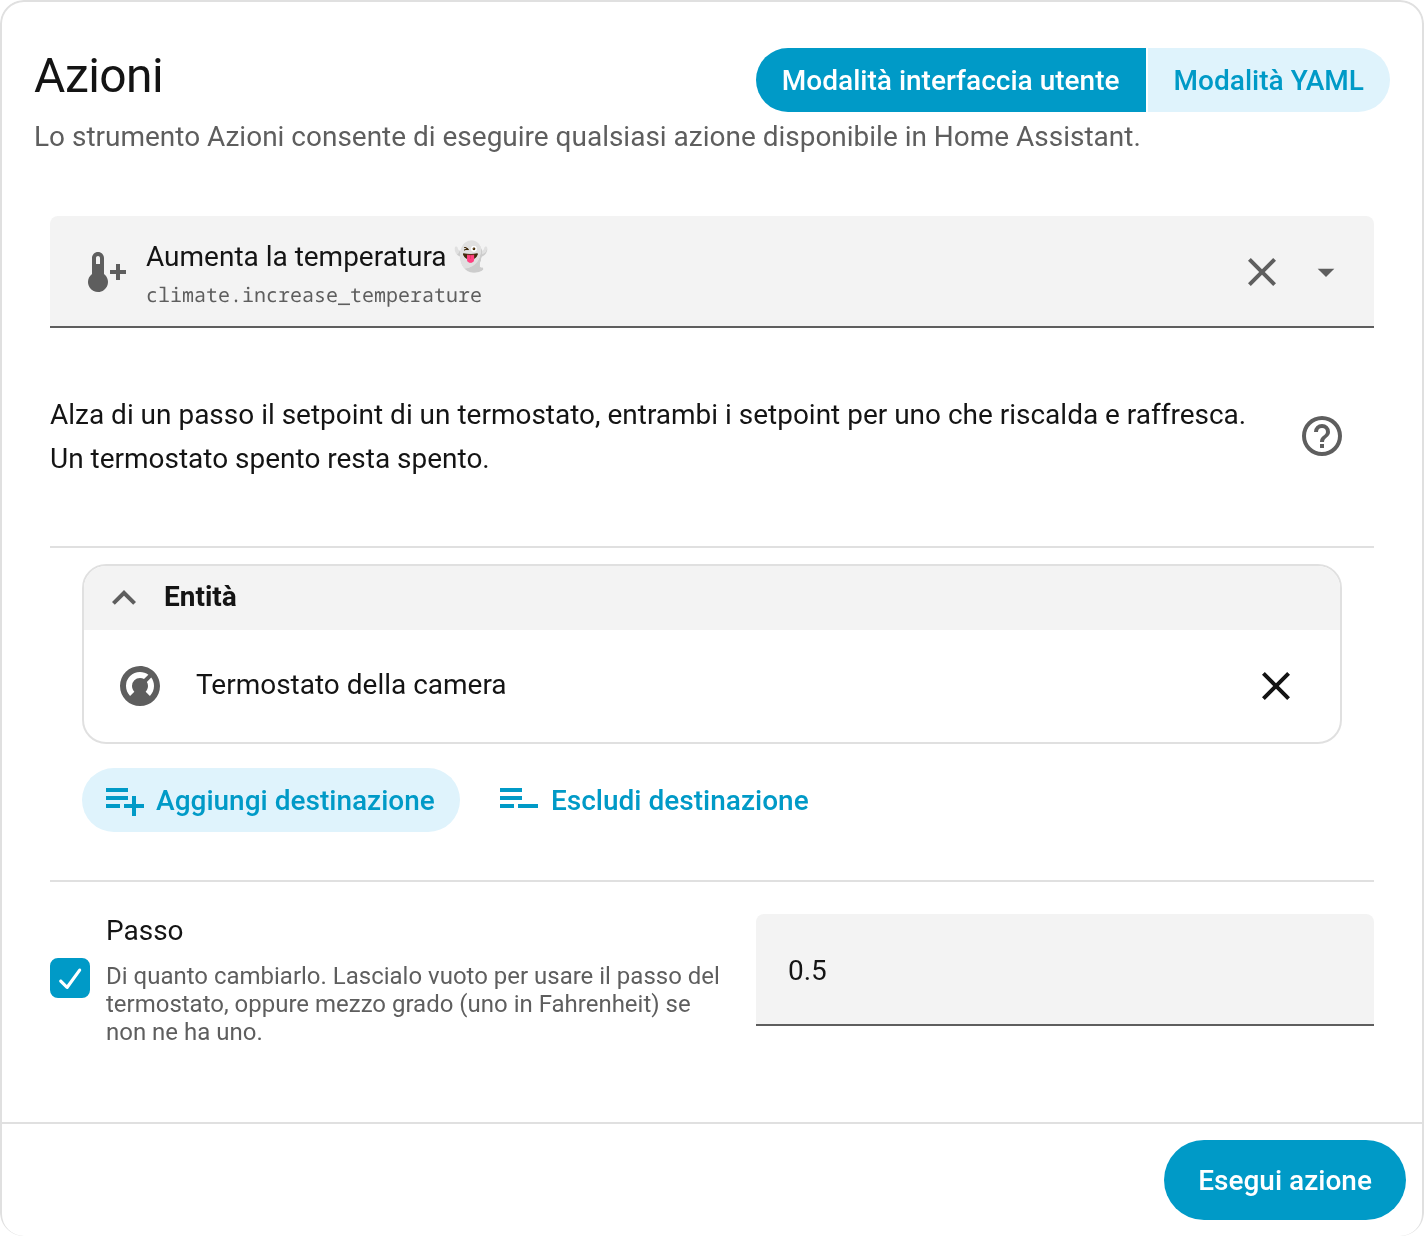 Azioni
Modalità interfaccia utente
Modalità YAML
Lo strumento Azioni consente di eseguire qualsiasi azione disponibile in Home Assistant.
Aumenta la temperatura 👻
climate.increase_temperature
Alza di un passo il setpoint di un termostato, entrambi i setpoint per uno che riscalda e raffresca.
Un termostato spento resta spento.
Entità
Termostato della camera
Aggiungi destinazione
Escludi destinazione
Passo
Di quanto cambiarlo. Lascialo vuoto per usare il passo del
termostato, oppure mezzo grado (uno in Fahrenheit) se
non ne ha uno.
0.5
Esegui azione